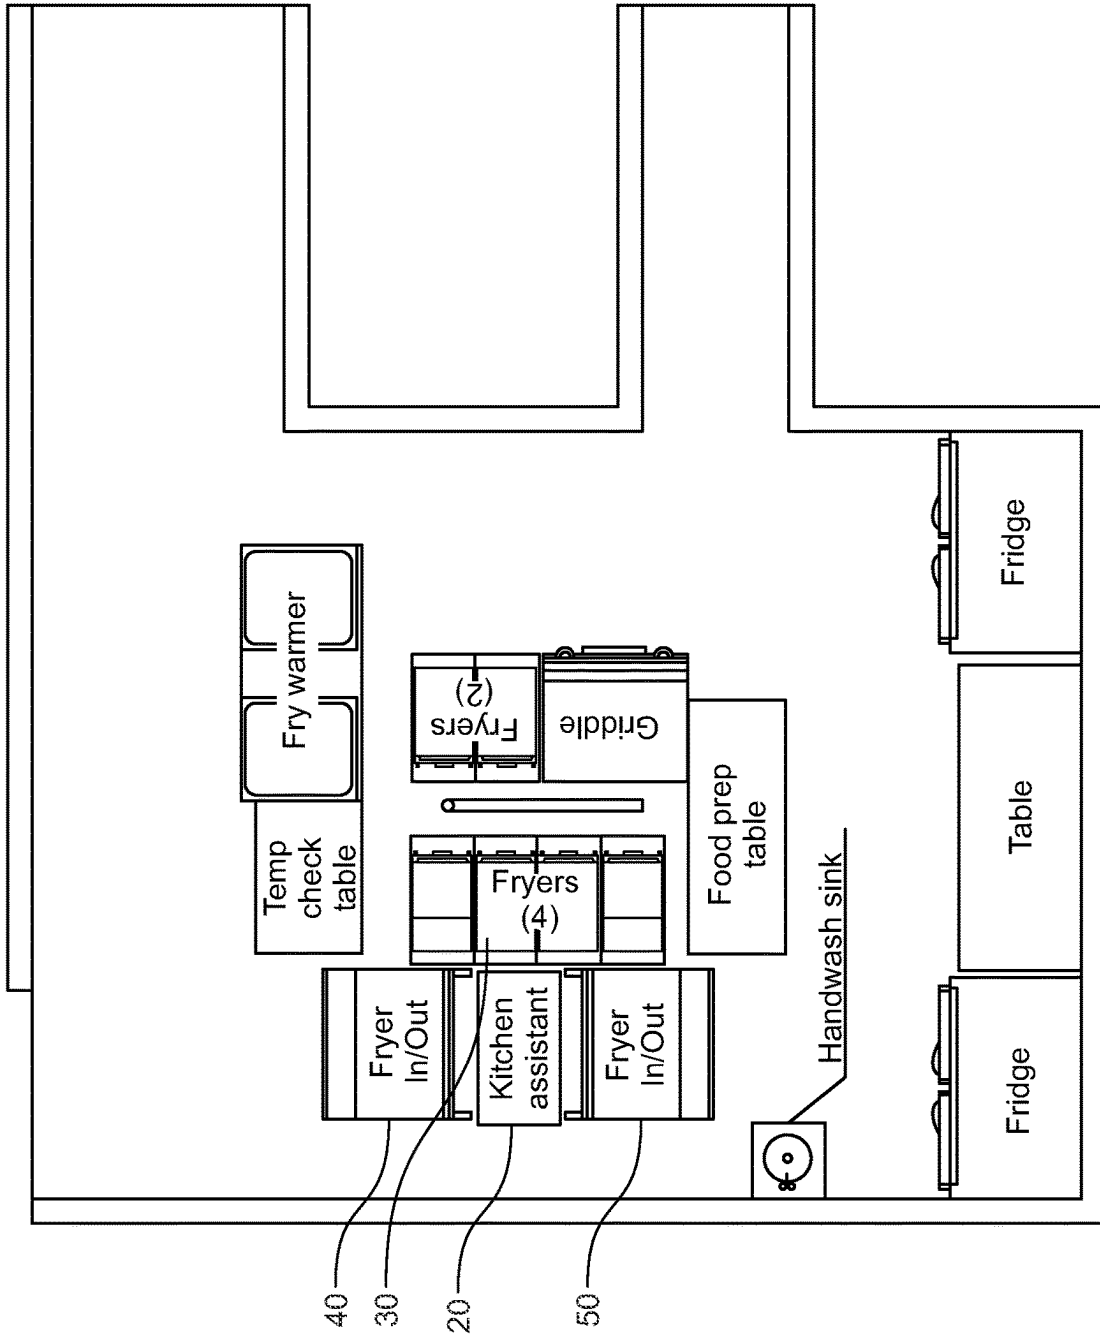 Fry warmer
Temp
check
table
Fryers
(2)
Griddle
Fryers
(4)
Food prep
table
Fryer
In/Out
Kitchen
assistant
Fryer
In/Out
Handwash sink
Fridge
Table
Fridge
40
30
20
50